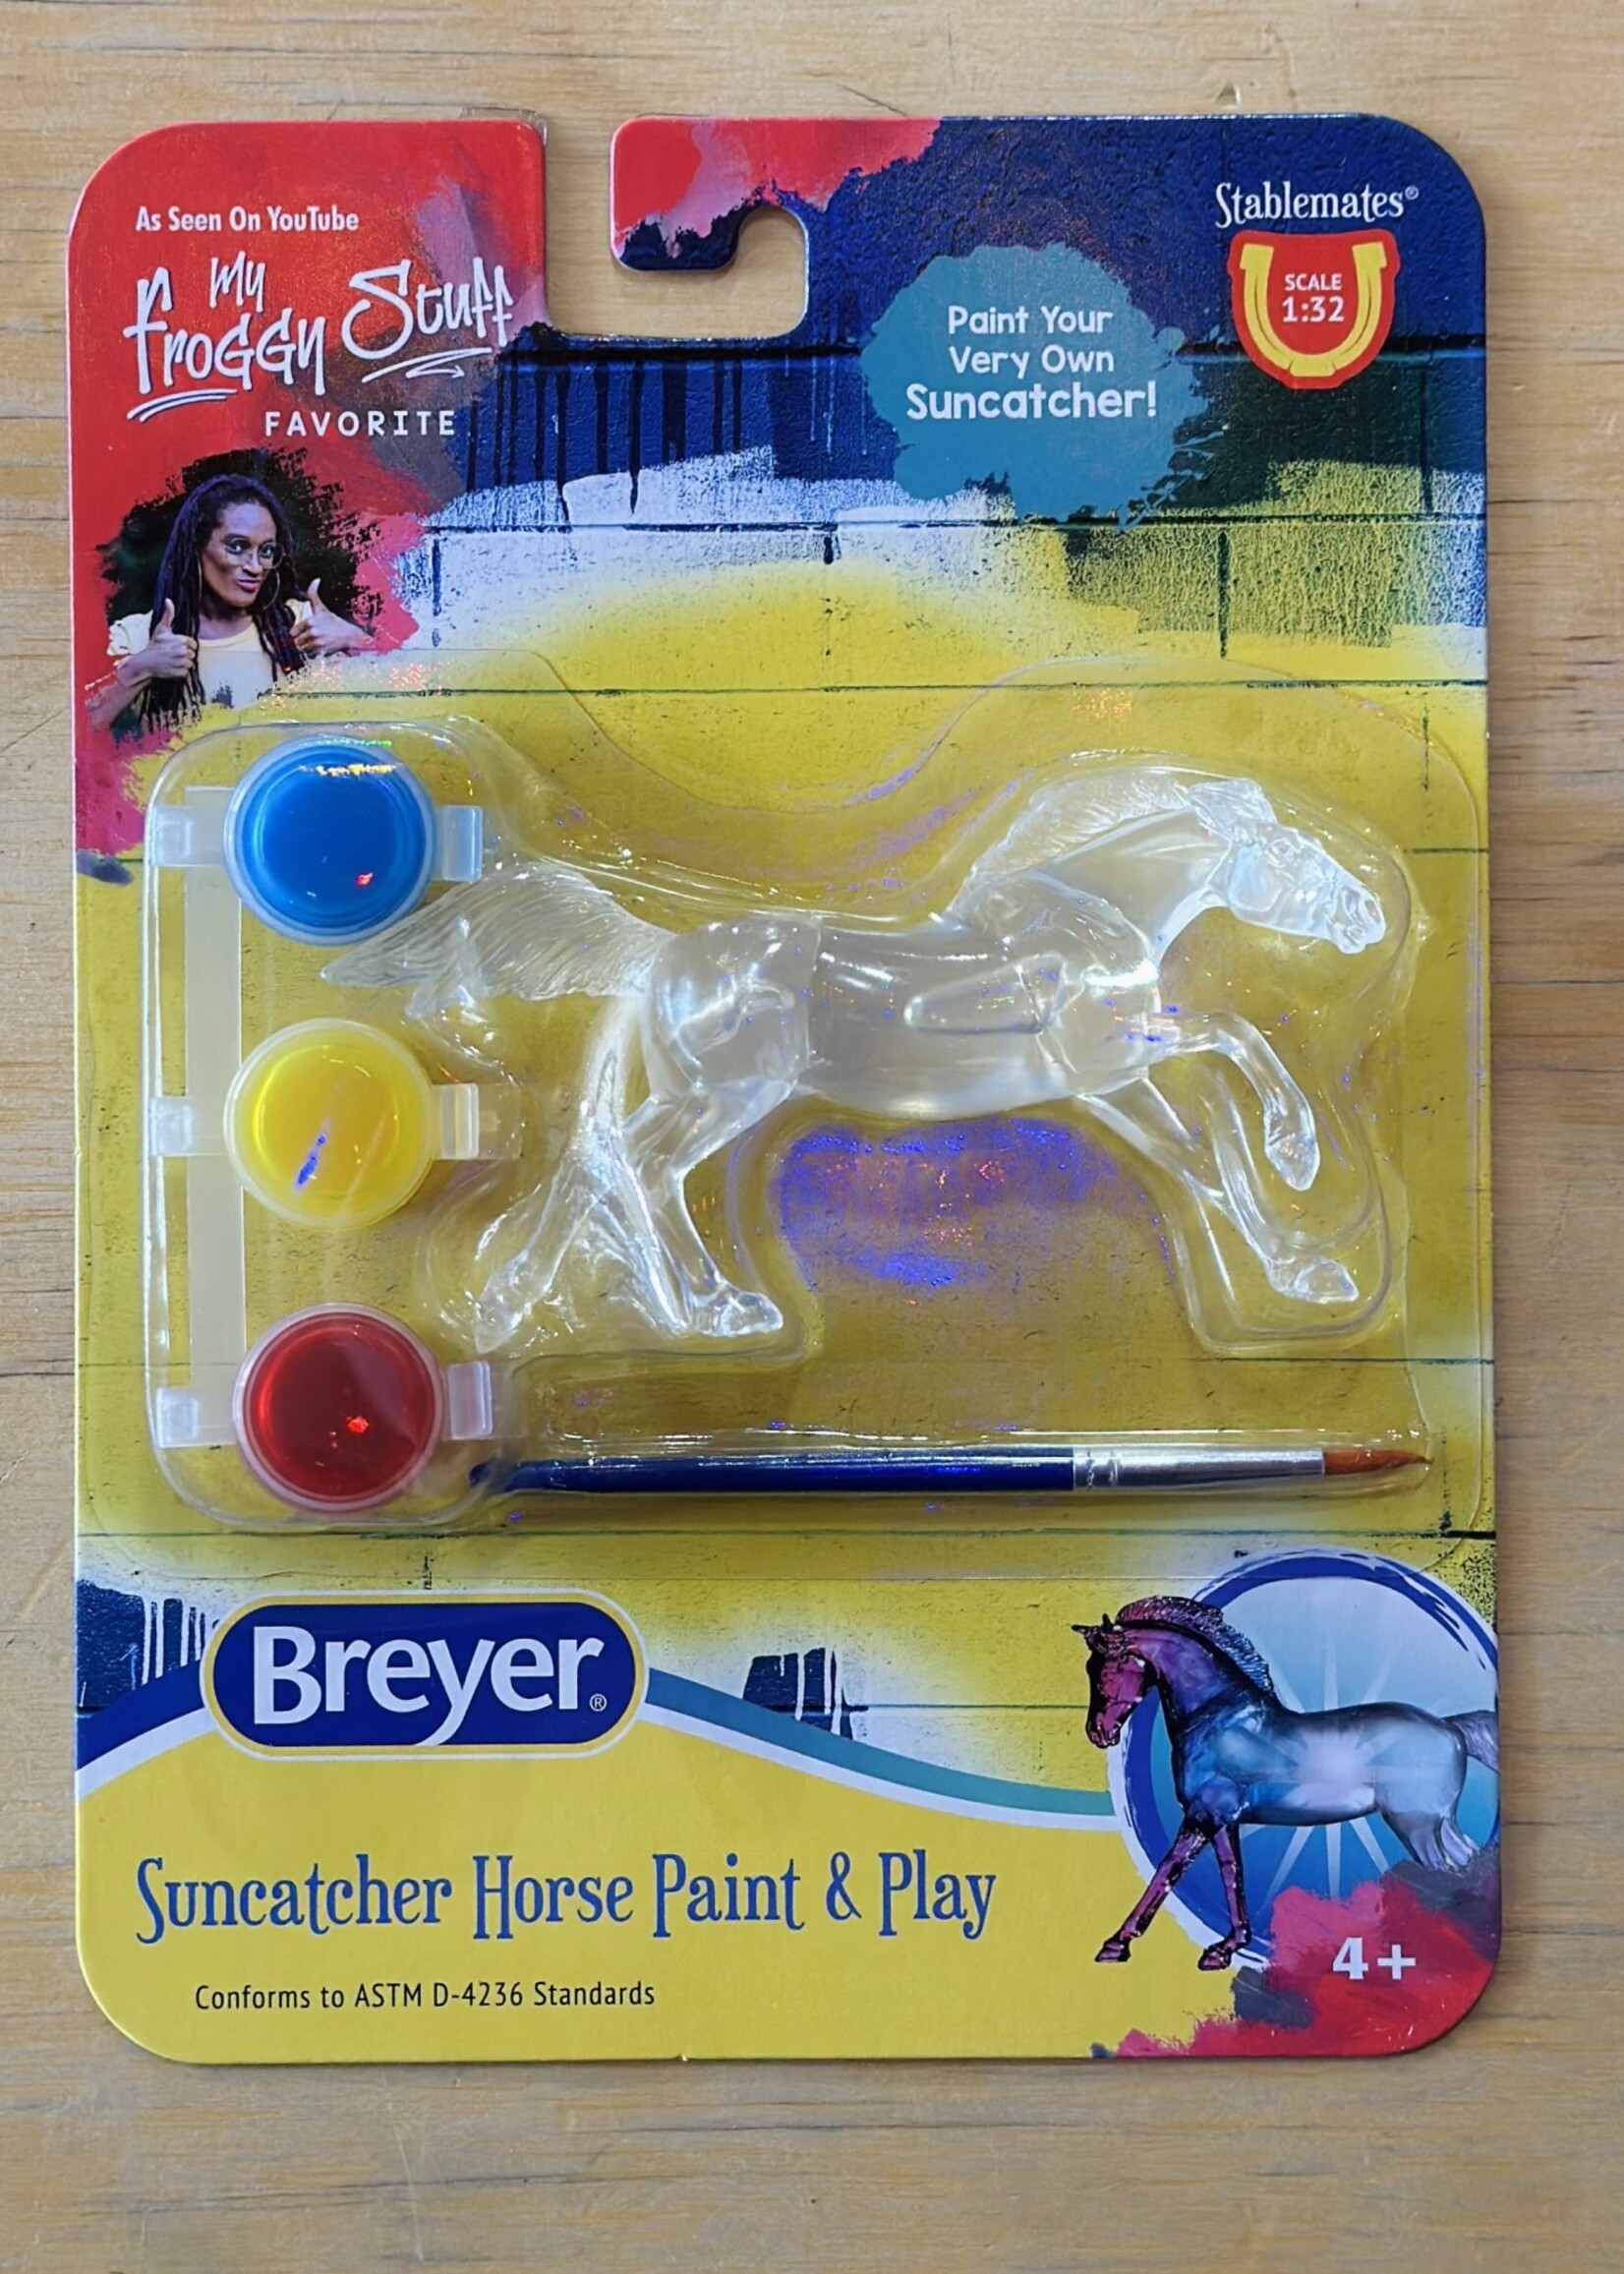 As Seen On YouTube
My
Froggy Stuff
FAVORITE
Stablemates®
SCALE
1:32
Paint Your
Very Own
Suncatcher!
Breyer®
Suncatcher Horse Paint & Play
Conforms to ASTM D-4236 Standards
4+